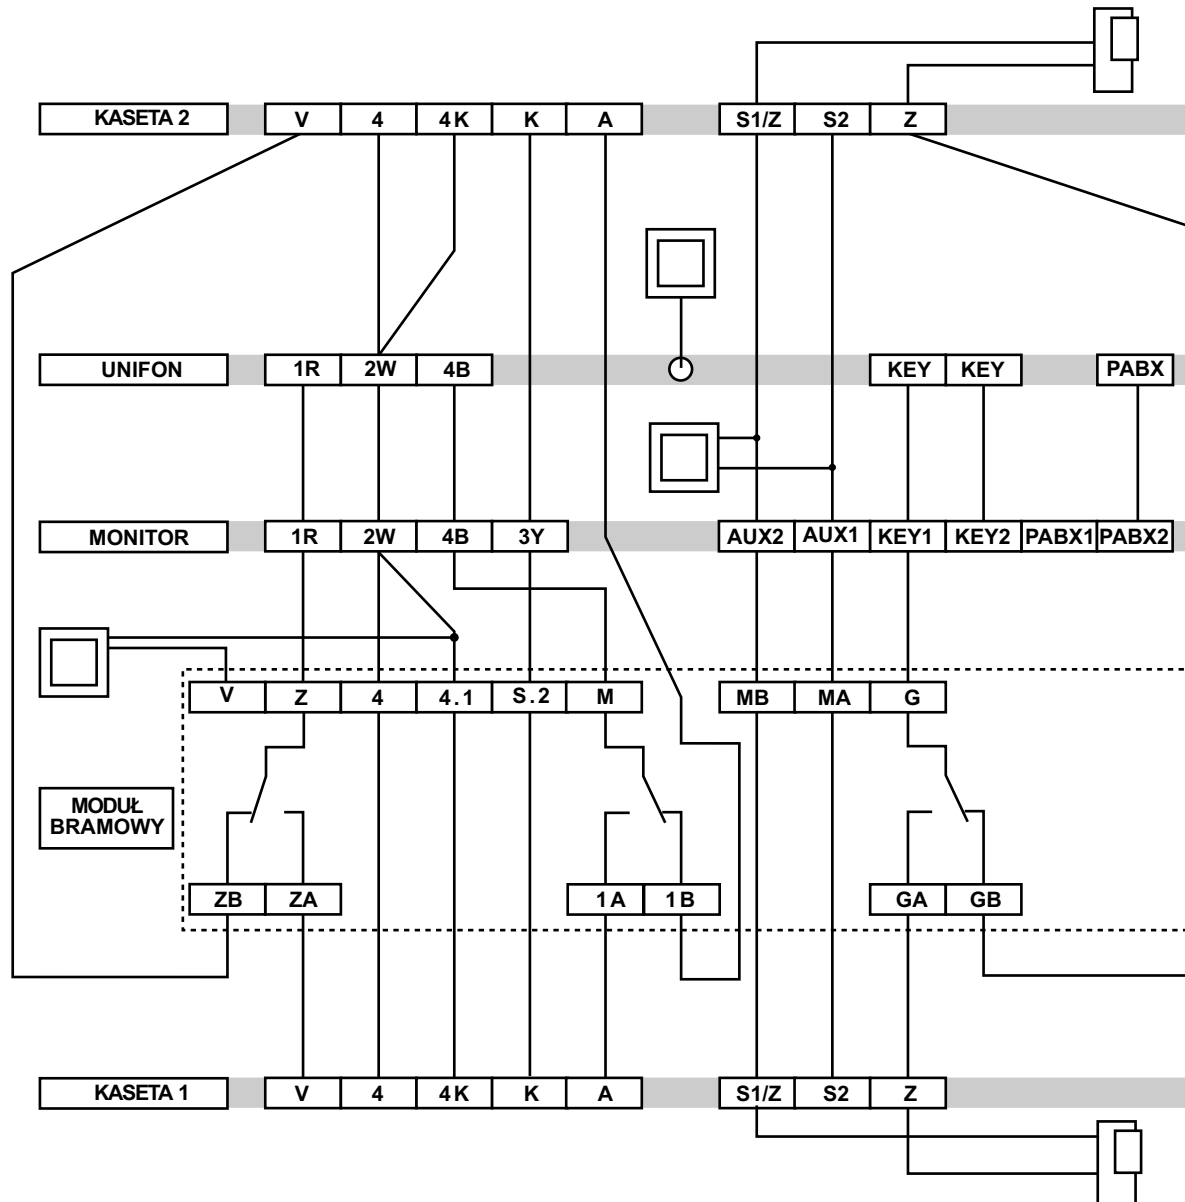 KASETA 2 V 4 4K K A S1/Z S2 Z
UNIFON 1R 2W 4B KEY KEY PABX
MONITOR 1R 2W 4B 3Y AUX2 AUX1 KEY1 KEY2 PABX1 PABX2
V Z 4 4.1 S.2 M MB MA G
MODUŁ
BRAMOWY
ZB ZA 1A 1B GA GB
KASETA 1 V 4 4K K A S1/Z S2 Z